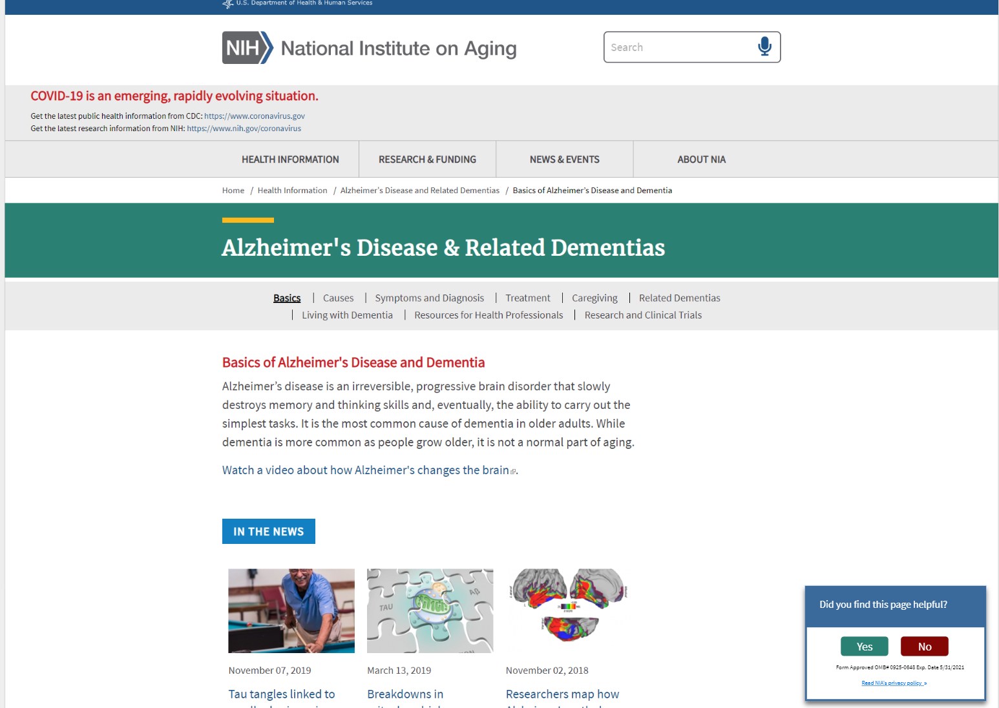 U.S. Department of Health & Human Services
NIH National Institute on Aging
Search
COVID-19 is an emerging, rapidly evolving situation.
Get the latest public health information from CDC: https://www.coronavirus.gov
Get the latest research information from NIH: https://www.nih.gov/coronavirus
HEALTH INFORMATION
RESEARCH & FUNDING
NEWS & EVENTS
ABOUT NIA
Home / Health Information / Alzheimer's Disease and Related Dementias / Basics of Alzheimer’s Disease and Dementia
Alzheimer's Disease & Related Dementias
Basics | Causes | Symptoms and Diagnosis | Treatment | Caregiving | Related Dementias
| Living with Dementia | Resources for Health Professionals | Research and Clinical Trials
Basics of Alzheimer's Disease and Dementia
Alzheimer’s disease is an irreversible, progressive brain disorder that slowly
destroys memory and thinking skills and, eventually, the ability to carry out the
simplest tasks. It is the most common cause of dementia in older adults. While
dementia is more common as people grow older, it is not a normal part of aging.
Watch a video about how Alzheimer's changes the brain.
IN THE NEWS
TAU
Aβ
November 07, 2019
Tau tangles linked to
March 13, 2019
Breakdowns in
November 02, 2018
Researchers map how
Did you find this page helpful?
Yes
No
Form Approved OMB# 0925-0648 Exp. Date 5/31/2021
Read NIA's privacy policy »